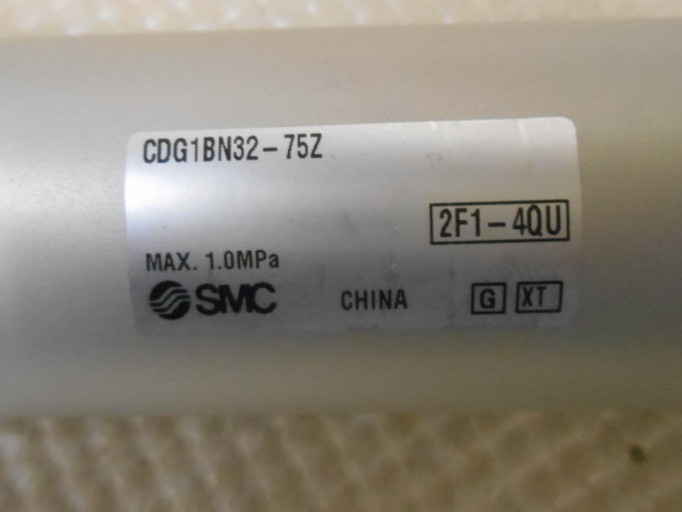 CDG1BN32-75Z
2F1-4QU
MAX. 1.0MPa
SMC CHINA G XT